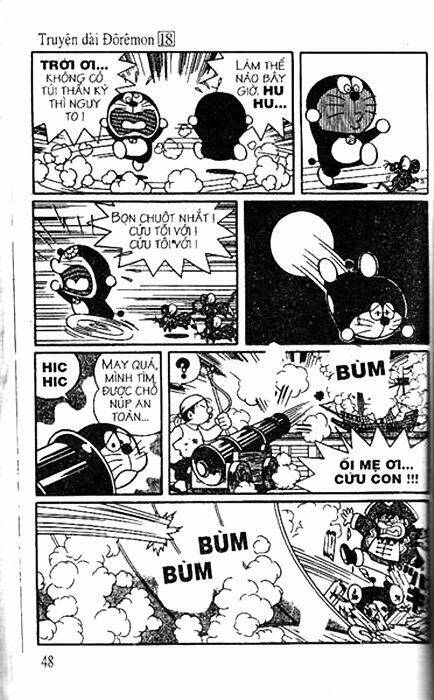 Truyện dài Đôrêmon 18
TRỜI ƠI...
KHÔNG CÓ
TÚI THẦN KỲ
THÌ NGUY
TO !
LÀM THẾ
NÀO BÂY
GIỜ. HU
HU...
BỌN CHUỘT NHẮT !
CỨU TÔI VỚI !
CỨU TÔI VỚI !
HIC
HIC
MAY QUÁ,
MÌNH TÌM
ĐƯỢC CHỖ
NÚP AN
TOÀN...
?
BÙM
ÔI MẸ ƠI...
CỨU CON !!!
BÙM
BÙM
48